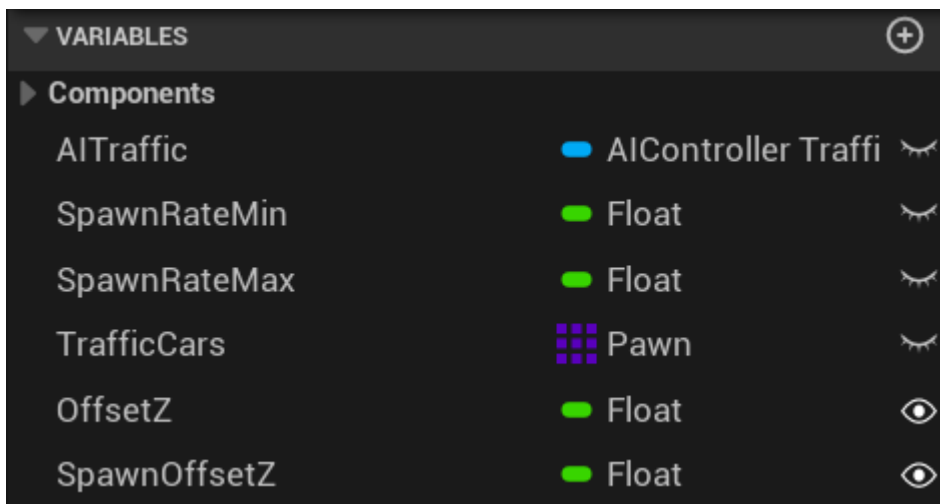 VARIABLES
Components
AITraffic AIController Traffi
SpawnRateMin Float
SpawnRateMax Float
TrafficCars Pawn
OffsetZ Float
SpawnOffsetZ Float